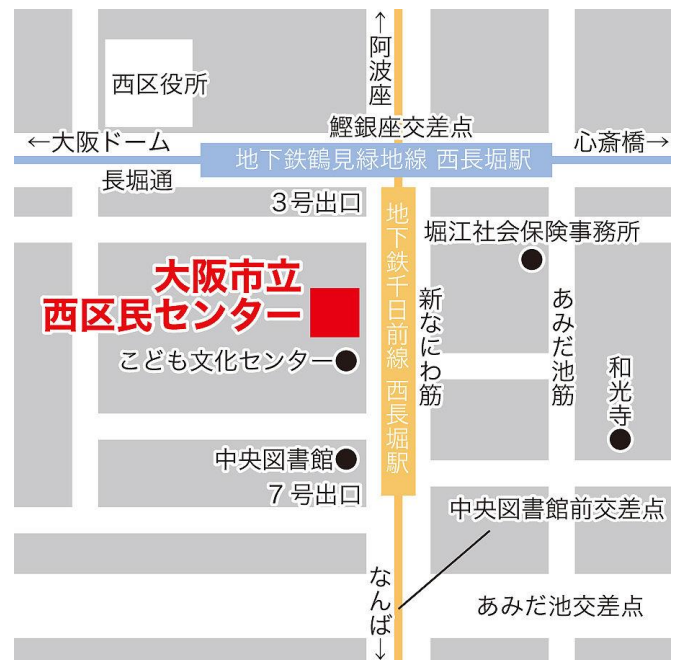 ↑阿波座
西区役所
鰹銀座交差点
←大阪ドーム
心斎橋→
地下鉄鶴見緑地線 西長堀駅
長堀通
3号出口
地下鉄千日前線 西長堀駅
堀江社会保険事務所
大阪市立
西区民センター
新なにわ筋
あみだ池筋
こども文化センター
和光寺
中央図書館
7号出口
中央図書館前交差点
なんば↓
あみだ池交差点